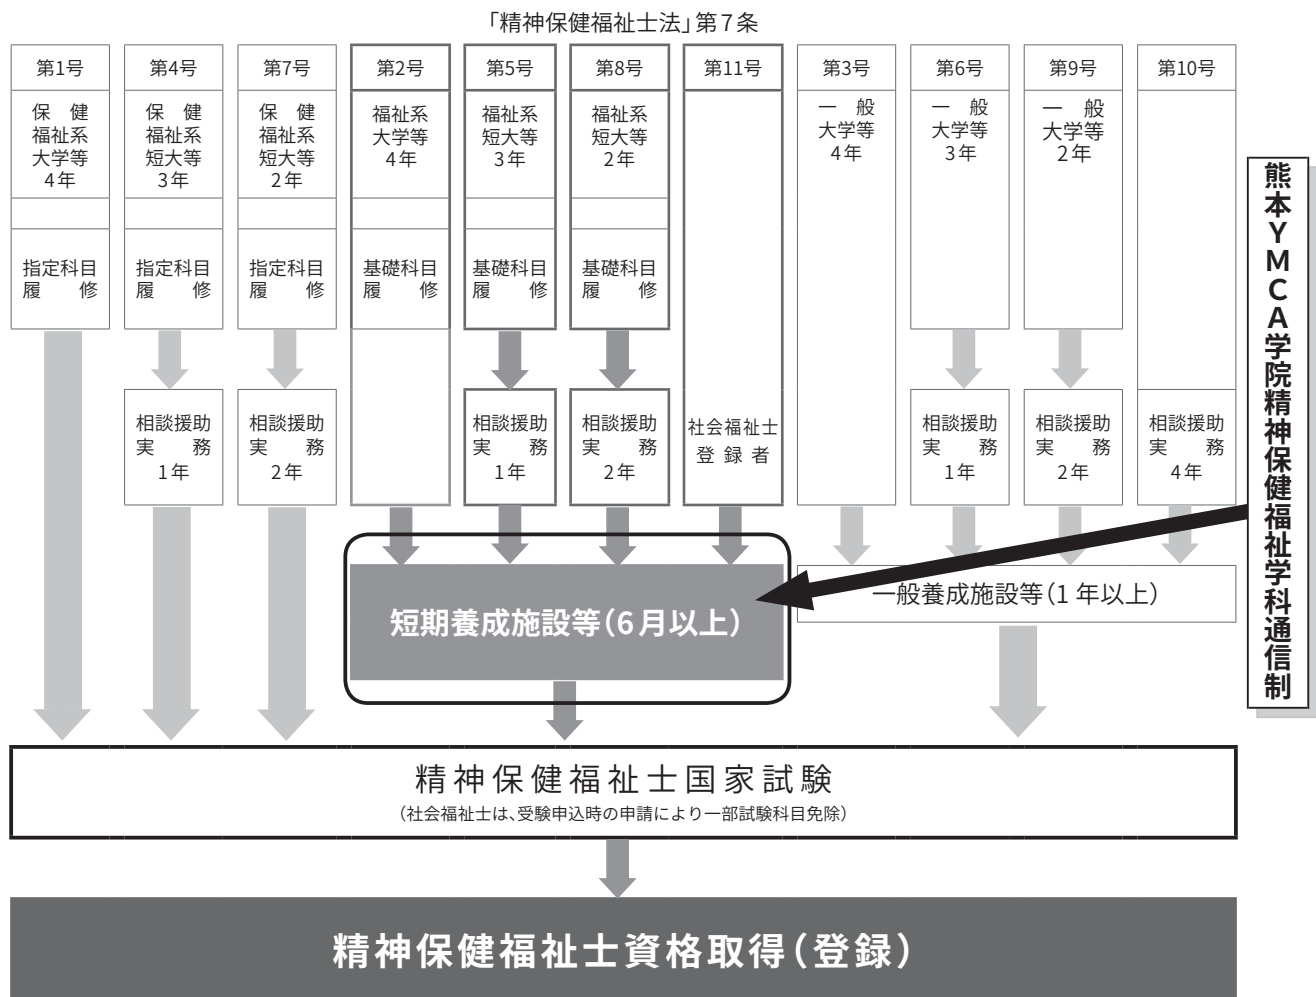 「精神保健福祉士法」第7条
第1号
第4号
第7号
第2号
第5号
第8号
第11号
第3号
第6号
第9号
第10号
保 健
福祉系
大学等
4年
保 健
福祉系
短大等
3年
保 健
福祉系
短大等
2年
福祉系
大学等
4年
福祉系
短大等
3年
福祉系
短大等
2年
一 般
大学等
4年
一 般
大学等
3年
一 般
大学等
2年
指定科目
履 修
指定科目
履 修
指定科目
履 修
基礎科目
履 修
基礎科目
履 修
基礎科目
履 修
相談援助
実 務
1年
相談援助
実 務
2年
相談援助
実 務
1年
相談援助
実 務
2年
社会福祉士
登 録 者
相談援助
実 務
1年
相談援助
実 務
2年
相談援助
実 務
4年
短期養成施設等(6月以上)
一般養成施設等(1年以上)
熊本YMCA学院精神保健福祉学科通信制
精神保健福祉士国家試験
(社会福祉士は、受験申込時の申請により一部試験科目免除)
精神保健福祉士資格取得(登録)